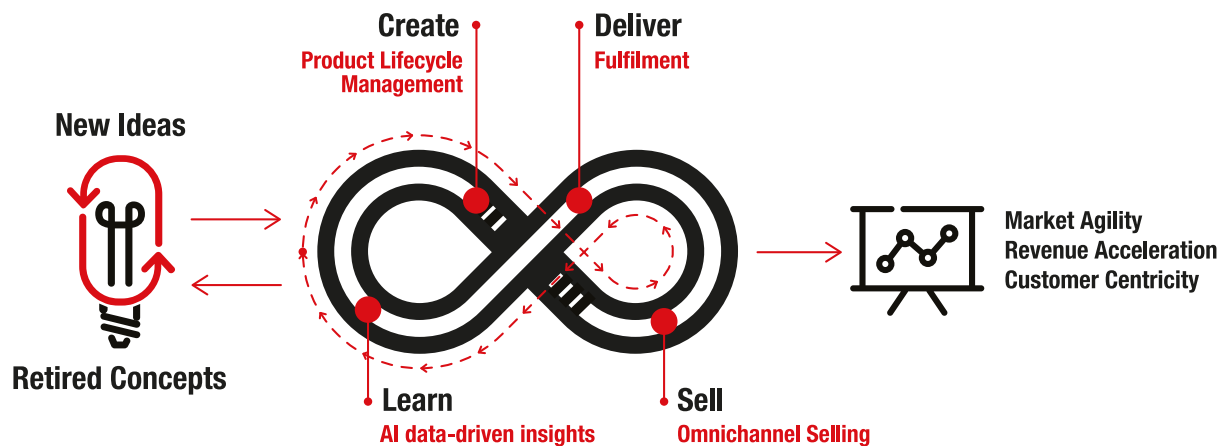 Create
Product Lifecycle
Management
Deliver
Fulfilment
New Ideas
Retired Concepts
Learn
AI data-driven insights
Sell
Omnichannel Selling
Market Agility
Revenue Acceleration
Customer Centricity